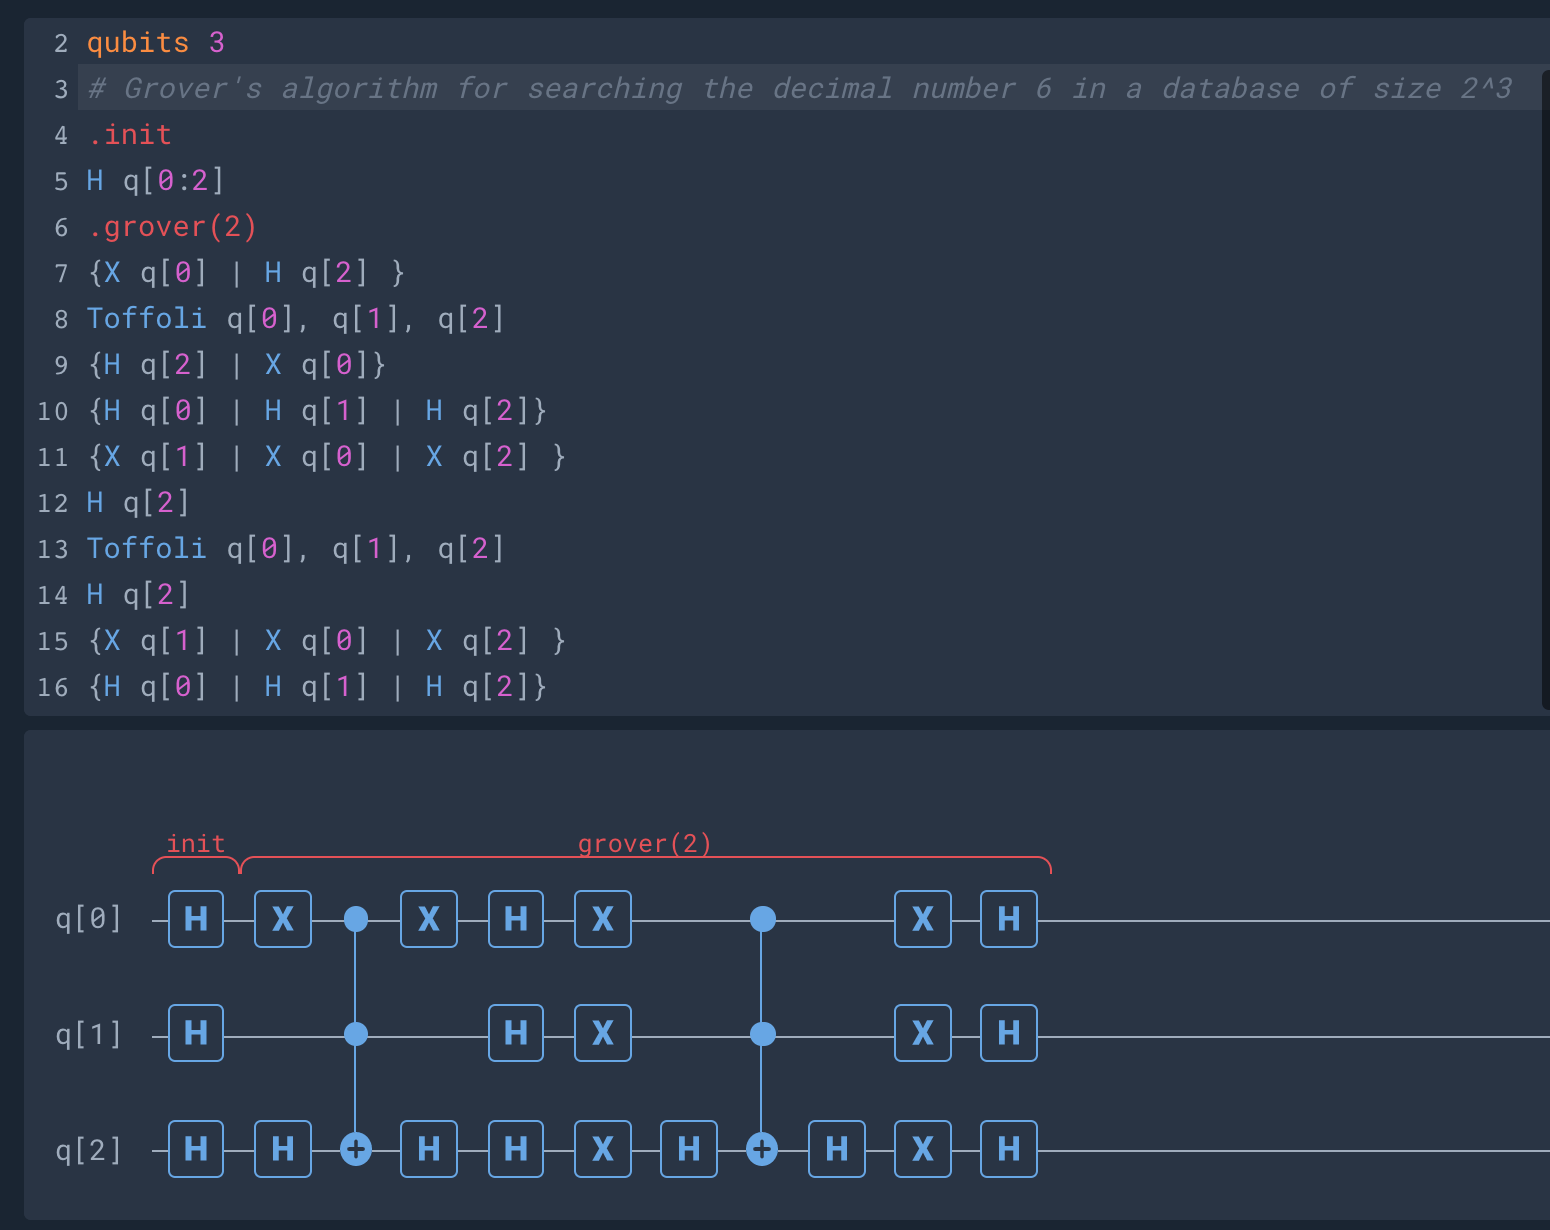 2 qubits 3
3 # Grover's algorithm for searching the decimal number 6 in a database of size 2^3
4 .init
5 H q[0:2]
6 .grover(2)
7 {X q[0] | H q[2] }
8 Toffoli q[0], q[1], q[2]
9 {H q[2] | X q[0]}
10 {H q[0] | H q[1] | H q[2]}
11 {X q[1] | X q[0] | X q[2] }
12 H q[2]
13 Toffoli q[0], q[1], q[2]
14 H q[2]
15 {X q[1] | X q[0] | X q[2] }
16 {H q[0] | H q[1] | H q[2]}
init grover(2)
q[0] H X X H X X H
q[1] H H X X H
q[2] H H + H H X H + H X H